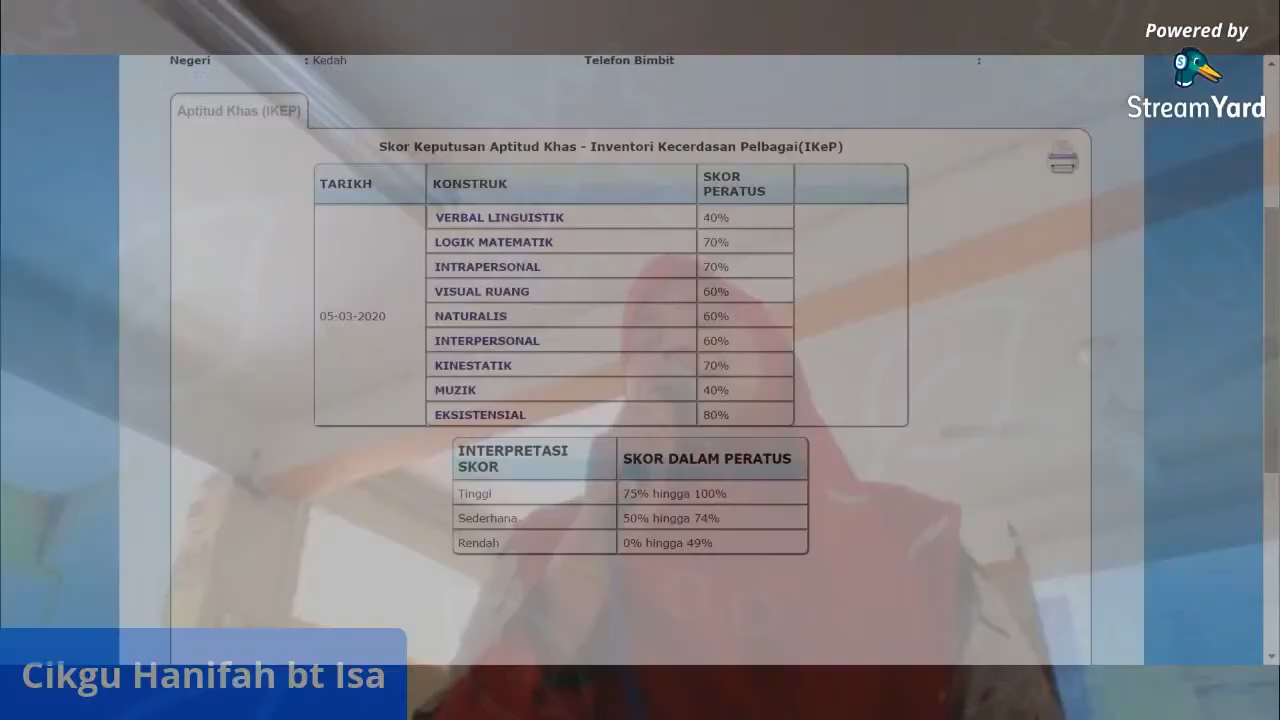 Powered by
StreamYard
Negeri : Kedah Telefon Bimbit :
Aptitud Khas (IKEP)
Skor Keputusan Aptitud Khas - Inventori Kecerdasan Pelbagai(IKeP)
TARIKH KONSTRUK SKOR PERATUS
05-03-2020
VERBAL LINGUISTIK 40%
LOGIK MATEMATIK 70%
INTRAPERSONAL 70%
VISUAL RUANG 60%
NATURALIS 60%
INTERPERSONAL 60%
KINESTATIK 70%
MUZIK 40%
EKSISTENSIAL 80%
INTERPRETASI SKOR SKOR DALAM PERATUS
Tinggi 75% hingga 100%
Sederhana 50% hingga 74%
Rendah 0% hingga 49%
Cikgu Hanifah bt Isa